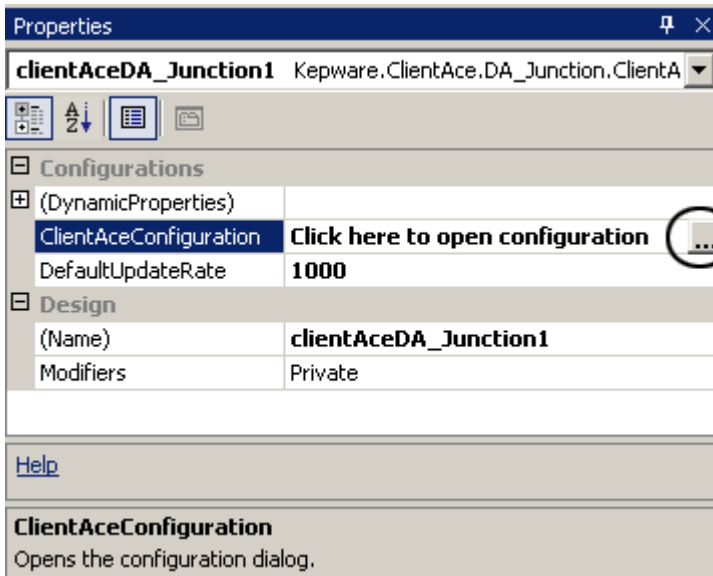 Properties
clientAceDA_Junction1 Kepware.ClientAce.DA_Junction.ClientA
Configurations
(DynamicProperties)
ClientAceConfiguration Click here to open configuration ...
DefaultUpdateRate 1000
Design
(Name) clientAceDA_Junction1
Modifiers Private
Help
ClientAceConfiguration
Opens the configuration dialog.